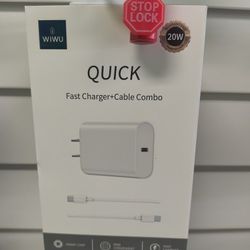 STOP
LOCK
WIWU
20W
QUICK
Fast Charger+Cable Combo